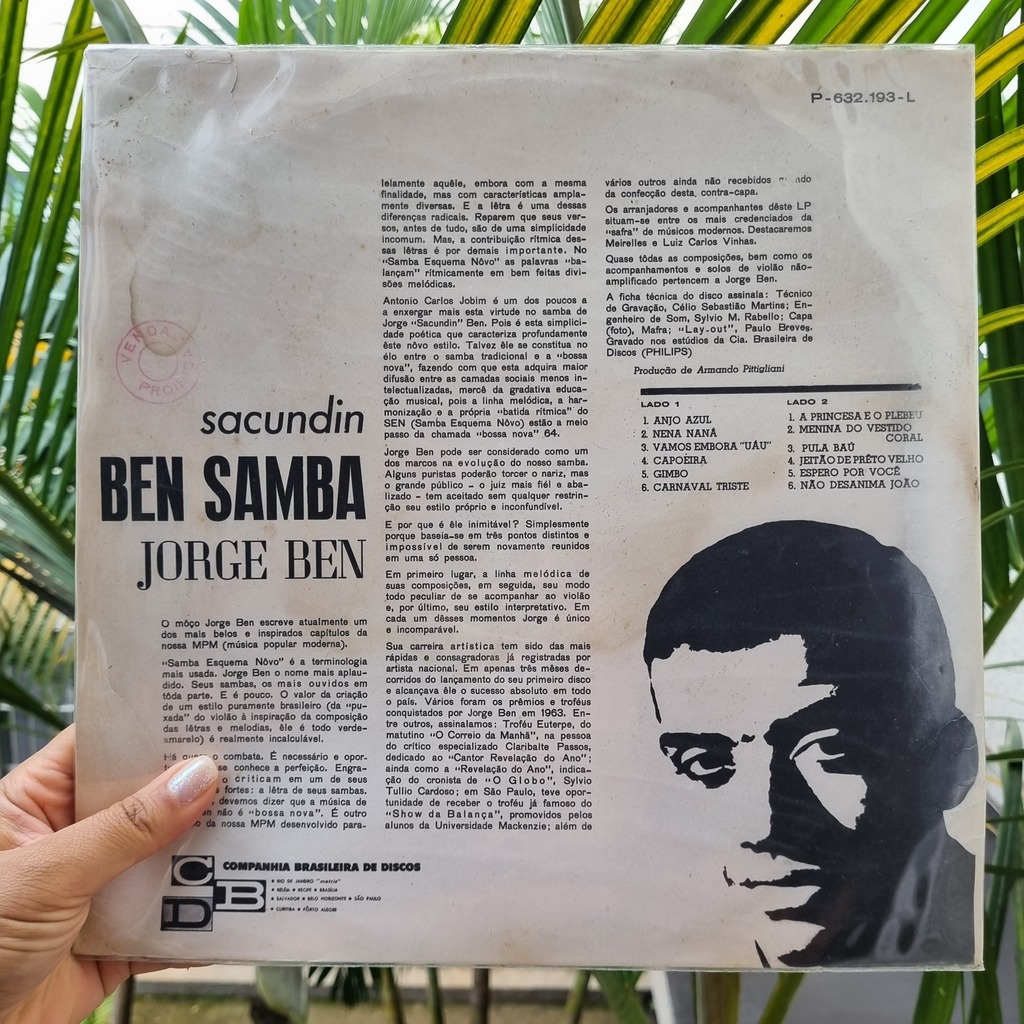 P-632.193-L
VENDA
PROIBIDA
sacundin
BEN SAMBA
JORGE BEN
O môço Jorge Ben escreve atualmente um
dos mais belos e inspirados capítulos da
nossa MPM (música popular moderna).
"Samba Esquema Nôvo" é a terminologia
mais usada. Jorge Ben o nome mais aplau-
dido. Seus sambas, os mais ouvidos em
tôda parte. E é pouco. O valor da criação
de um estilo puramente brasileiro (da "pu-
xada" do violão à inspiração da composição
das lêtras e melodias, êle é todo verde-
amarelo) é realmente incalculável.
Há o combata. É necessário e opor-
se conhece a perfeição. Engra-
o criticam em um de seus
fortes: a lêtra de seus sambas.
devemos dizer que a música de
não é "bossa nova". É outro
da nossa MPM desenvolvido para-
lelamente aquêle, embora com a mesma
finalidade, mas com características ampla-
mente diversas. E a lêtra é uma dessas
diferenças radicais. Reparem que seus ver-
sos, antes de tudo, são de uma simplicidade
incomum. Mas, a contribuição rítmica des-
sas lêtras é por demais importante. No
"Samba Esquema Nôvo" as palavras "ba-
lançam" rítmicamente em bem feitas divi-
sões melódicas.
Antonio Carlos Jobim é um dos poucos a
a enxergar mais esta virtude no samba de
Jorge "Sacundin" Ben. Pois é esta simplici-
dade poética que caracteriza profundamente
êste nôvo estilo. Talvez êle se constitua no
élo entre o samba tradicional e a "bossa
nova", fazendo com que esta adquira maior
difusão entre as camadas sociais menos in-
telectualizadas, mercê da gradativa educa-
ção musical, pois a linha melódica, a har-
monização e a própria "batida rítmica" do
SEN (Samba Esquema Nôvo) estão a meio
passo da chamada "bossa nova" 64.
Jorge Ben pode ser considerado como um
dos marcos na evolução do nosso samba.
Alguns puristas poderão torcer o nariz, mas
o grande público - o juiz mais fiel e aba-
lizado - tem aceitado sem qualquer restrin-
ção seu estilo próprio e inconfundível.
E por que é êle inimitável? Simplesmente
porque baseia-se em três pontos distintos e
impossível de serem novamente reunidos
em uma só pessoa.
Em primeiro lugar, a linha melódica de
suas composições, em seguida, seu modo
todo peculiar de se acompanhar ao violão
e, por último, seu estilo interpretativo. Em
cada um dêsses momentos Jorge é único
e incomparável.
Sua carreira artística tem sido das mais
rápidas e consagradoras já registradas por
artista nacional. Em apenas três mêses de-
corridos do lançamento do seu primeiro disco
e alcançava êle o sucesso absoluto em todo
o país. Vários foram os prêmios e troféus
conquistados por Jorge Ben em 1963. En-
tre outros, assinalamos: Troféu Euterpe, do
matutino "O Correio da Manhã", na pessoa
do crítico especializado Claribalte Passos,
dedicado ao "Cantor Revelação do Ano";
ainda como a "Revelação do Ano", indica-
ção do cronista de "O Globo", Sylvio
Tullio Cardoso; em São Paulo, teve opor-
tunidade de receber o troféu já famoso do
"Show da Balança", promovidos pelos
alunos da Universidade Mackenzie; além de
vários outros ainda não recebidos quando
da confecção desta contra-capa.
Os arranjadores e acompanhantes dêste LP
situam-se entre os mais credenciados da
"safra" de músicos modernos. Destacaremos
Meirelles e Luiz Carlos Vinhas.
Quase tôdas as composições, bem como os
acompanhamentos e solos de violão não-
amplificado pertencem a Jorge Ben.
A ficha técnica do disco assinala: Técnico
de Gravação, Célio Sebastião Martins; En-
genheiro de Som, Sylvio M. Rabello; Capa
(foto), Mafra; "Lay-out", Paulo Breves.
Gravado nos estúdios da Cia. Brasileira de
Discos (PHILIPS)
Produção de Armando Pittigliani
LADO 1
1. ANJO AZUL
2. NENA NANÃ
3. VAMOS EMBORA "UÁU"
4. CAPOEIRA
5. GIMBO
6. CARNAVAL TRISTE
LADO 2
1. A PRINCESA E O PLEBEU
2. MENINA DO VESTIDO
CORAL
3. PULA BAÚ
4. JEITÃO DE PRÊTO VELHO
5. ESPERO POR VOCÊ
6. NÃO DESANIMA JOÃO
CBD
COMPANHIA BRASILEIRA DE DISCOS
• RIO DE JANEIRO "matriz"
• BELÉM • RECIFE • BRASÍLIA
• SALVADOR • BELO HORIZONTE • SÃO PAULO
• CURITIBA • PÔRTO ALEGRE